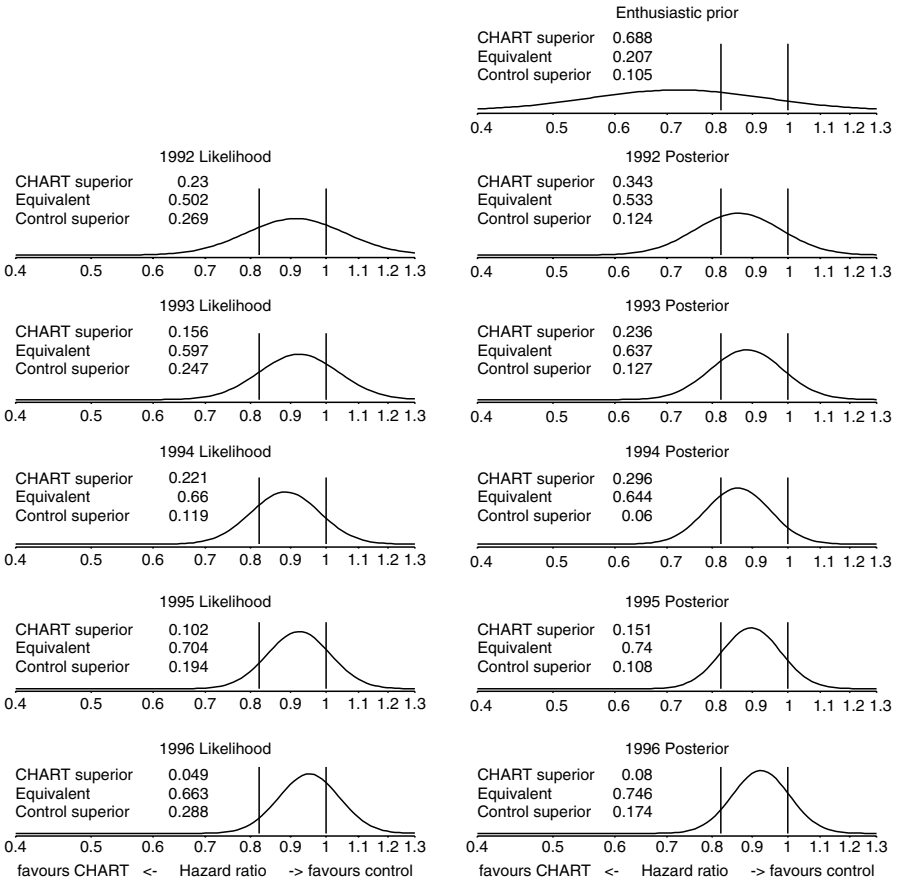 Enthusiastic prior
CHART superior 0.688
Equivalent 0.207
Control superior 0.105
0.4 0.5 0.6 0.7 0.8 0.9 1 1.1 1.2 1.3
1992 Likelihood
CHART superior 0.23
Equivalent 0.502
Control superior 0.269
0.4 0.5 0.6 0.7 0.8 0.9 1 1.1 1.2 1.3
1992 Posterior
CHART superior 0.343
Equivalent 0.533
Control superior 0.124
0.4 0.5 0.6 0.7 0.8 0.9 1 1.1 1.2 1.3
1993 Likelihood
CHART superior 0.156
Equivalent 0.597
Control superior 0.247
0.4 0.5 0.6 0.7 0.8 0.9 1 1.1 1.2 1.3
1993 Posterior
CHART superior 0.236
Equivalent 0.637
Control superior 0.127
0.4 0.5 0.6 0.7 0.8 0.9 1 1.1 1.2 1.3
1994 Likelihood
CHART superior 0.221
Equivalent 0.66
Control superior 0.119
0.4 0.5 0.6 0.7 0.8 0.9 1 1.1 1.2 1.3
1994 Posterior
CHART superior 0.296
Equivalent 0.644
Control superior 0.06
0.4 0.5 0.6 0.7 0.8 0.9 1 1.1 1.2 1.3
1995 Likelihood
CHART superior 0.102
Equivalent 0.704
Control superior 0.194
0.4 0.5 0.6 0.7 0.8 0.9 1 1.1 1.2 1.3
1995 Posterior
CHART superior 0.151
Equivalent 0.74
Control superior 0.108
0.4 0.5 0.6 0.7 0.8 0.9 1 1.1 1.2 1.3
1996 Likelihood
CHART superior 0.049
Equivalent 0.663
Control superior 0.288
0.4 0.5 0.6 0.7 0.8 0.9 1 1.1 1.2 1.3
favours CHART <- Hazard ratio -> favours control
1996 Posterior
CHART superior 0.08
Equivalent 0.746
Control superior 0.174
0.4 0.5 0.6 0.7 0.8 0.9 1 1.1 1.2 1.3
favours CHART <- Hazard ratio -> favours control